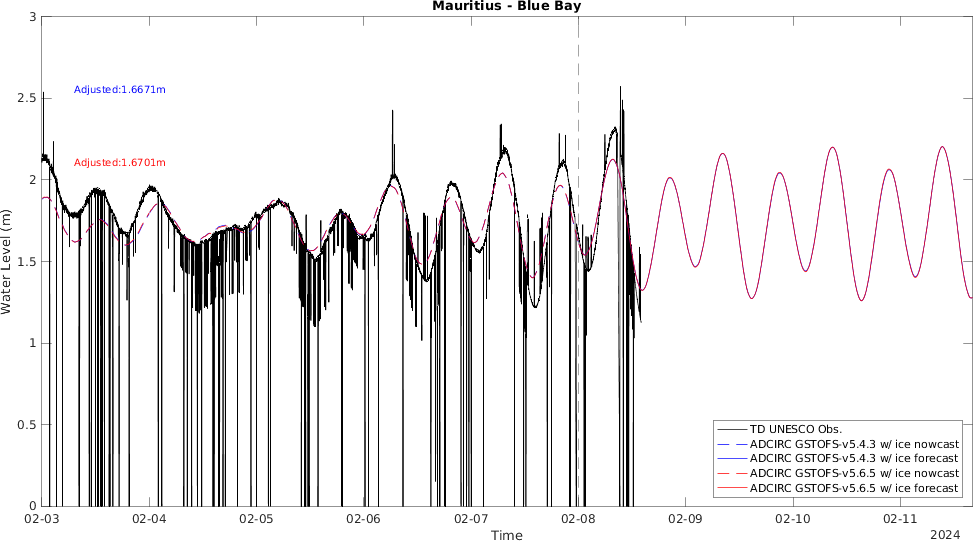 Mauritius - Blue Bay
3
2.5
2
1.5
1
0.5
0
Water Level (m)
Adjusted:1.6671m
Adjusted:1.6701m
TD UNESCO Obs.
ADCIRC GSTOFS-v5.4.3 w/ ice nowcast
ADCIRC GSTOFS-v5.4.3 w/ ice forecast
ADCIRC GSTOFS-v5.6.5 w/ ice nowcast
ADCIRC GSTOFS-v5.6.5 w/ ice forecast
02-03 02-04 02-05 02-06 02-07 02-08 02-09 02-10 02-11
Time
2024